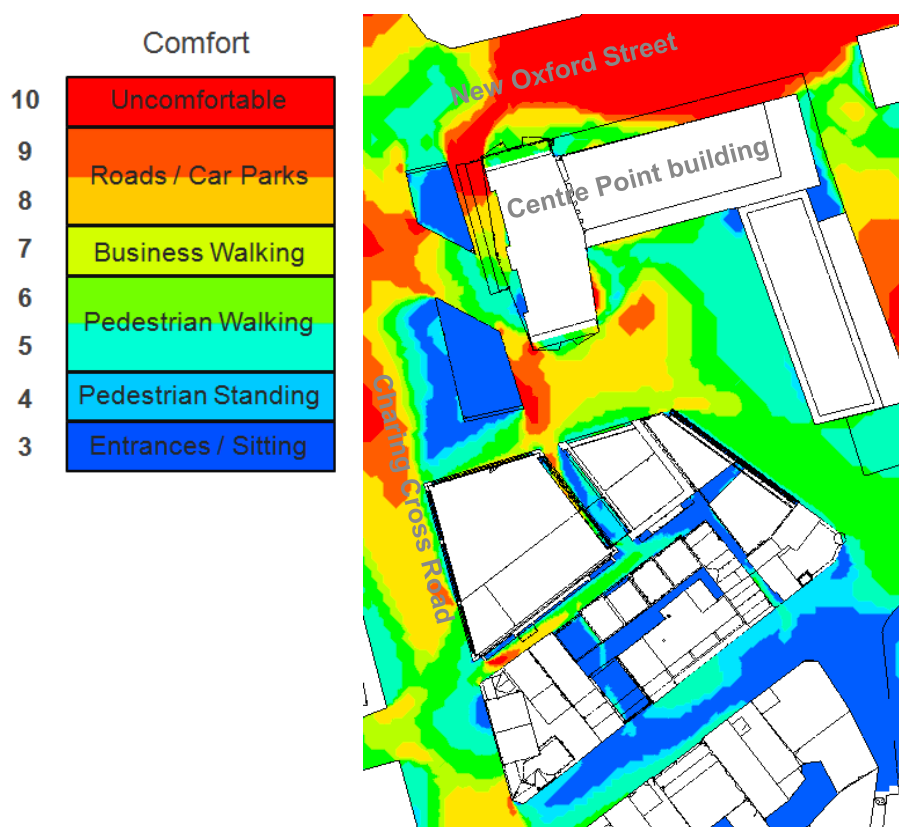 Comfort
10 Uncomfortable
9
Roads / Car Parks
8
7 Business Walking
6
Pedestrian Walking
5
4 Pedestrian Standing
3 Entrances / Sitting
New Oxford Street
Centre Point building
Charing Cross Road